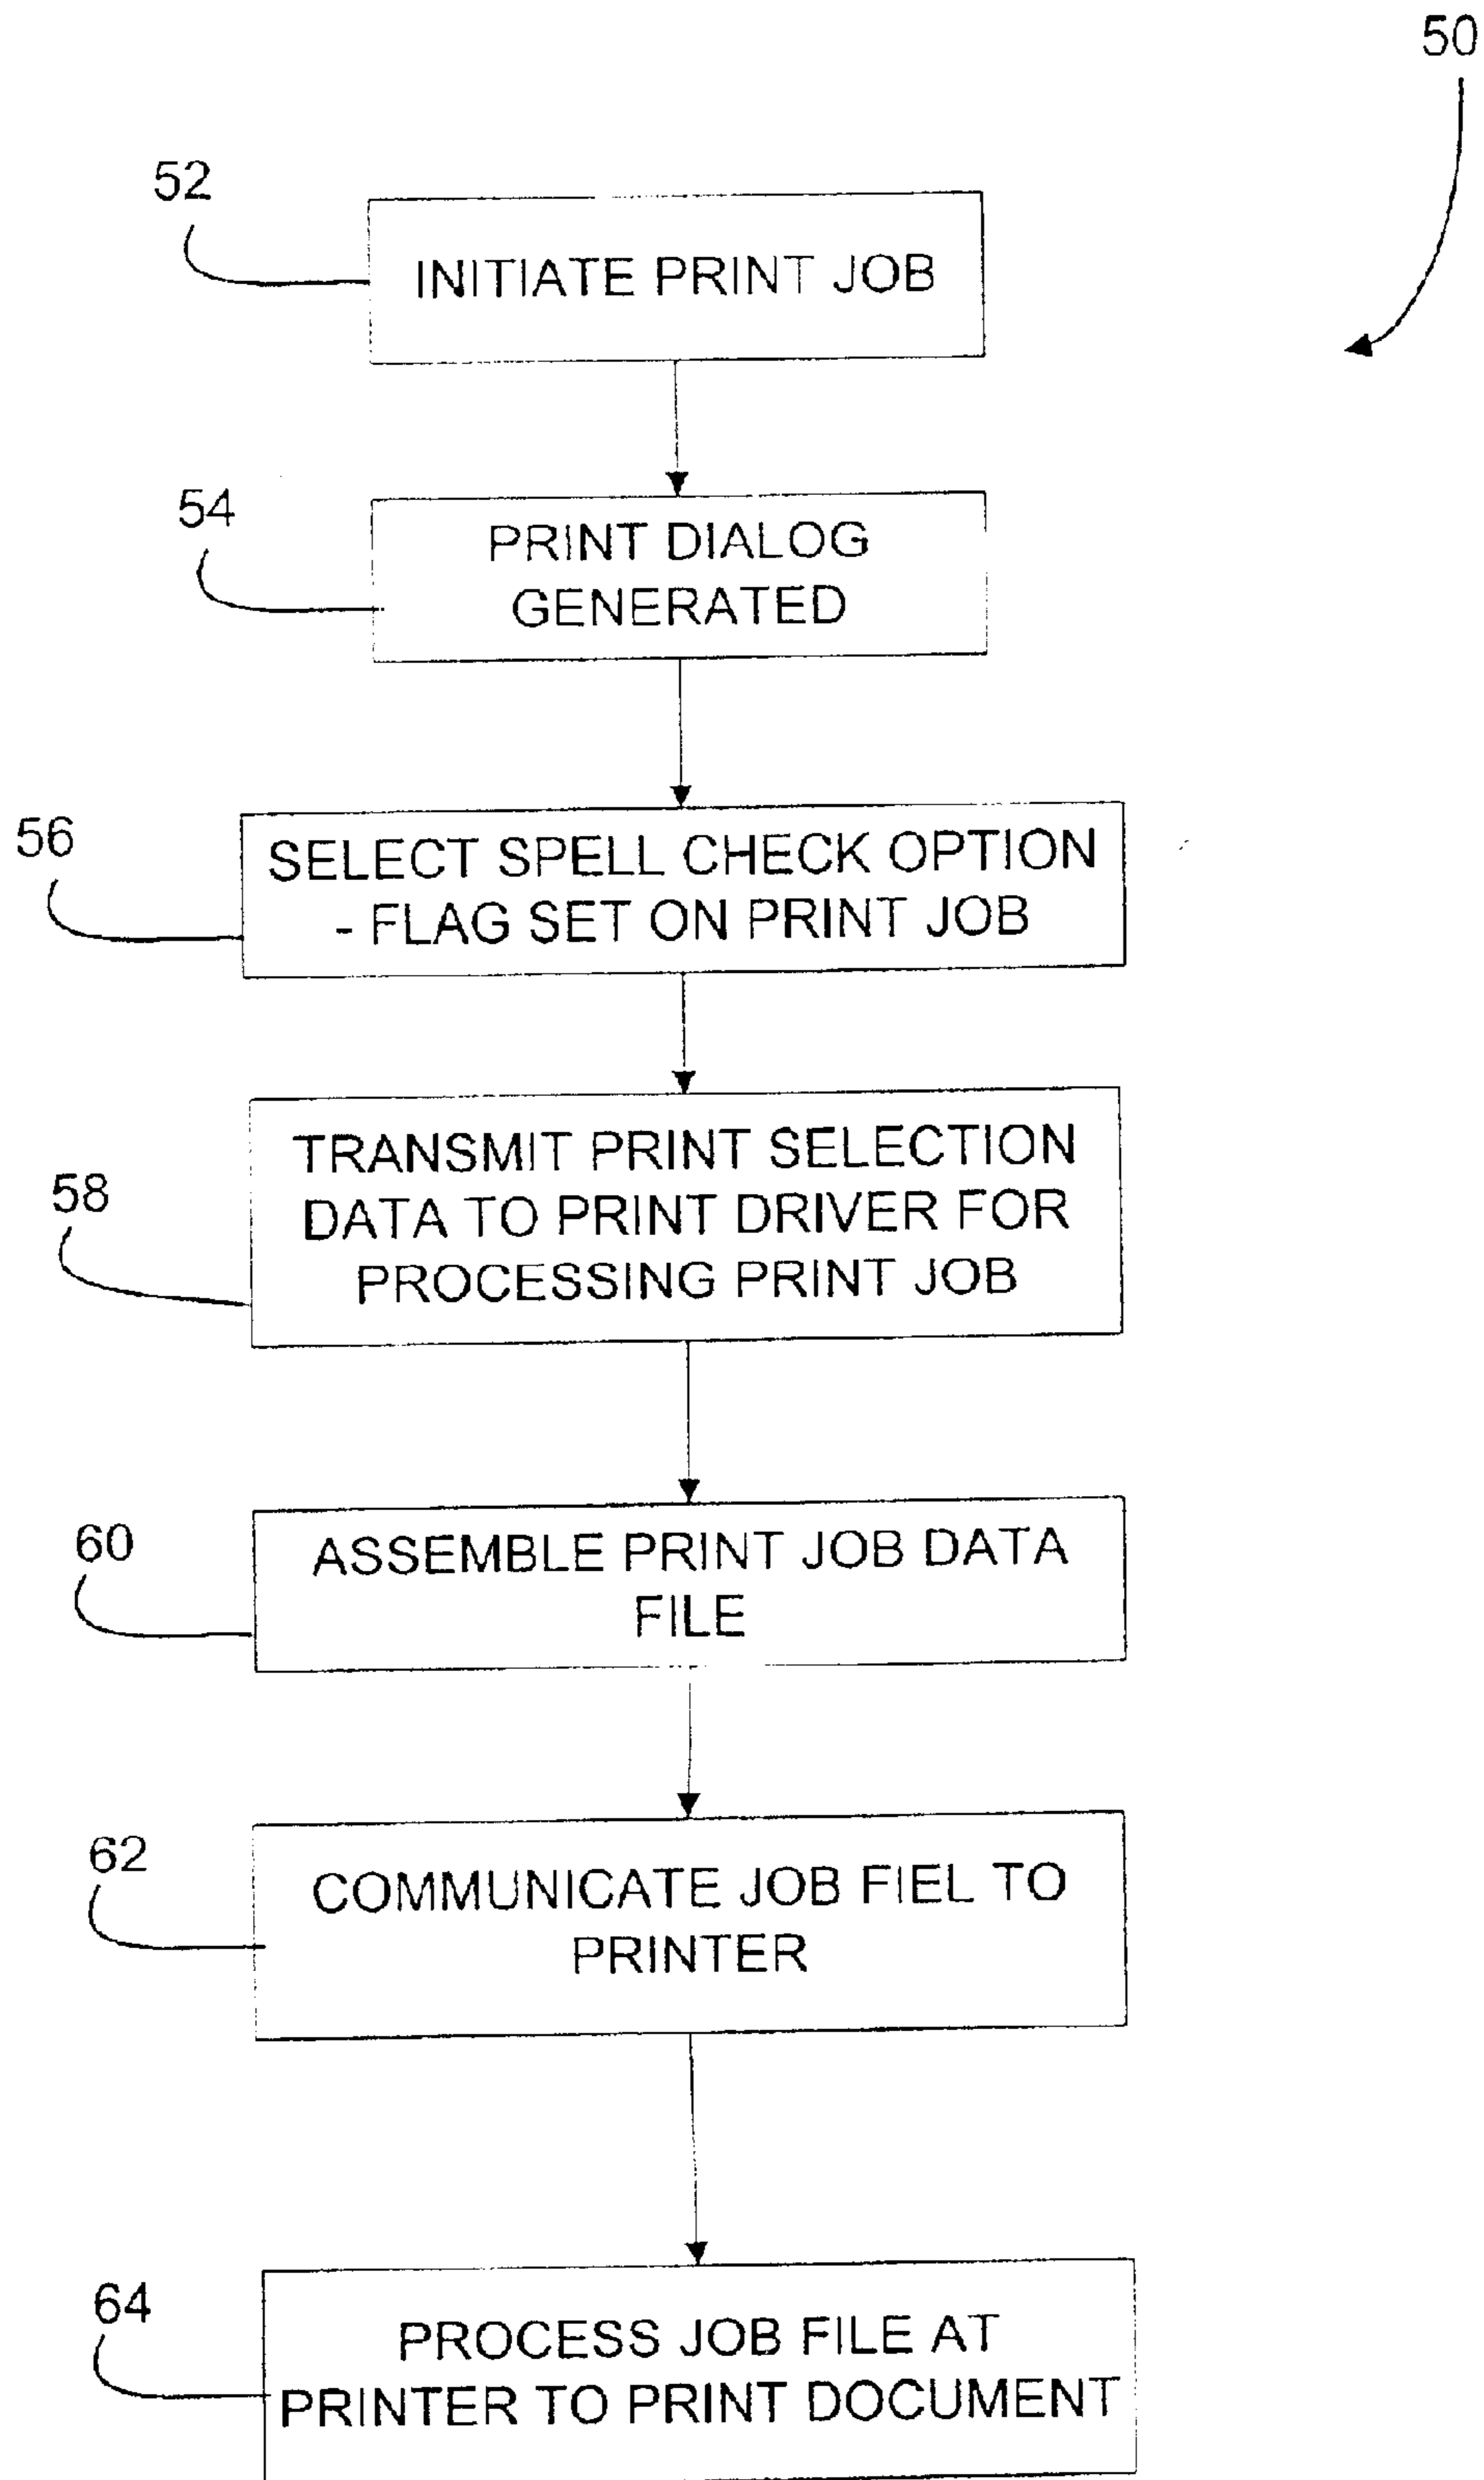 50
52
INITIATE PRINT JOB
54
PRINT DIALOG
GENERATED
56
SELECT SPELL CHECK OPTION
- FLAG SET ON PRINT JOB
58
TRANSMIT PRINT SELECTION
DATA TO PRINT DRIVER FOR
PROCESSING PRINT JOB
60
ASSEMBLE PRINT JOB DATA
FILE
62
COMMUNICATE JOB FIEL TO
PRINTER
64
PROCESS JOB FILE AT
PRINTER TO PRINT DOCUMENT